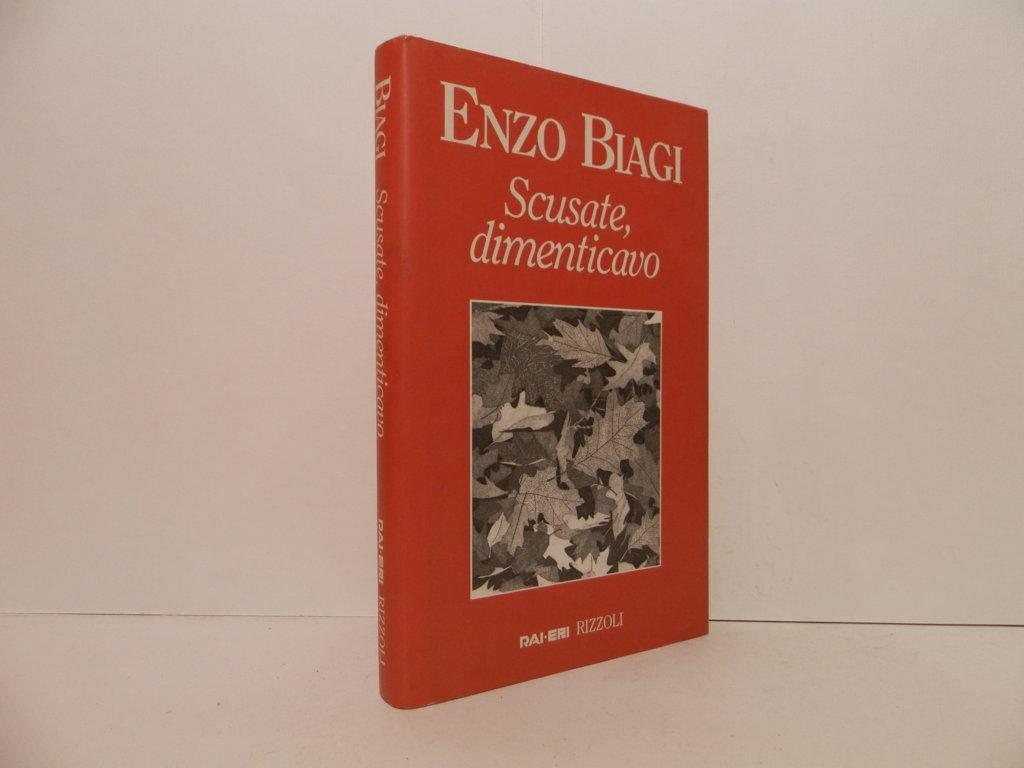 BIAGI Scusate, dimenticavo RAI·ERI RIZZOLI
ENZO BIAGI
Scusate,
dimenticavo
RAI·ERI RIZZOLI